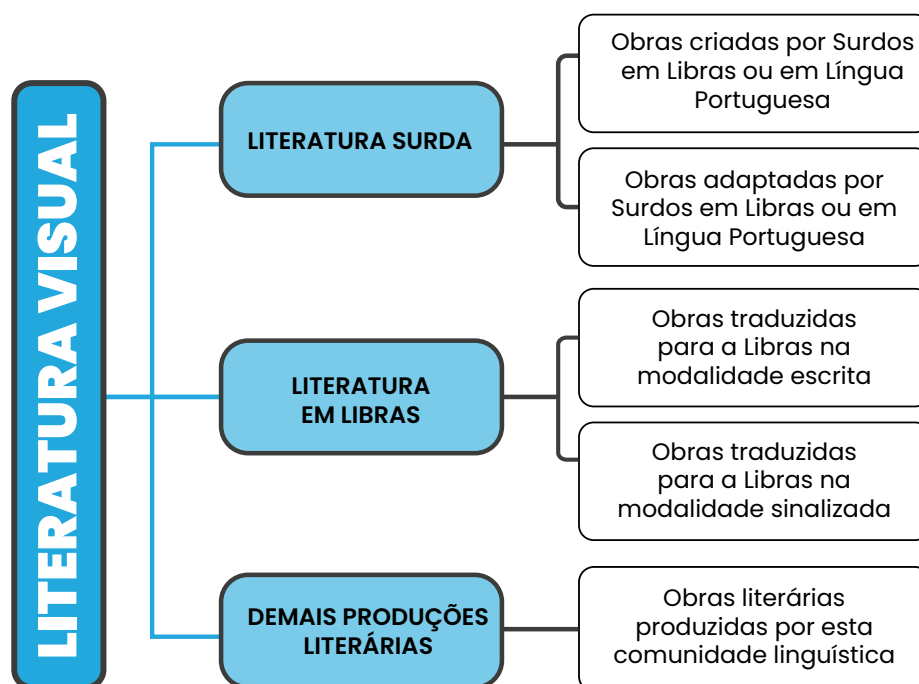 LITERATURA VISUAL
LITERATURA SURDA
Obras criadas por Surdos
em Libras ou em Língua
Portuguesa
Obras adaptadas por
Surdos em Libras ou em
Língua Portuguesa
LITERATURA
EM LIBRAS
Obras traduzidas
para a Libras na
modalidade escrita
Obras traduzidas
para a Libras na
modalidade sinalizada
DEMAIS PRODUÇÕES
LITERÁRIAS
Obras literárias
produzidas por esta
comunidade linguística